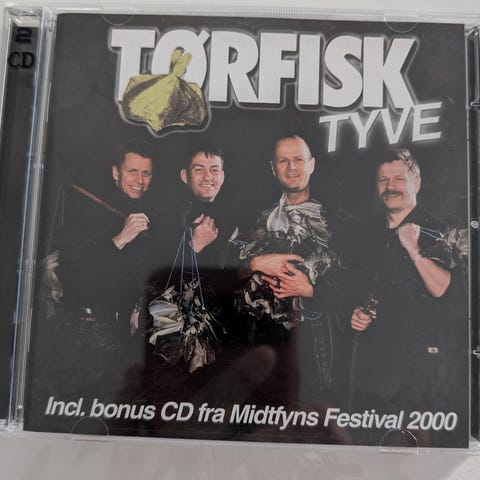 2
CD
TØRFISK
TYVE
Incl. bonus CD fra Midtfyns Festival 2000